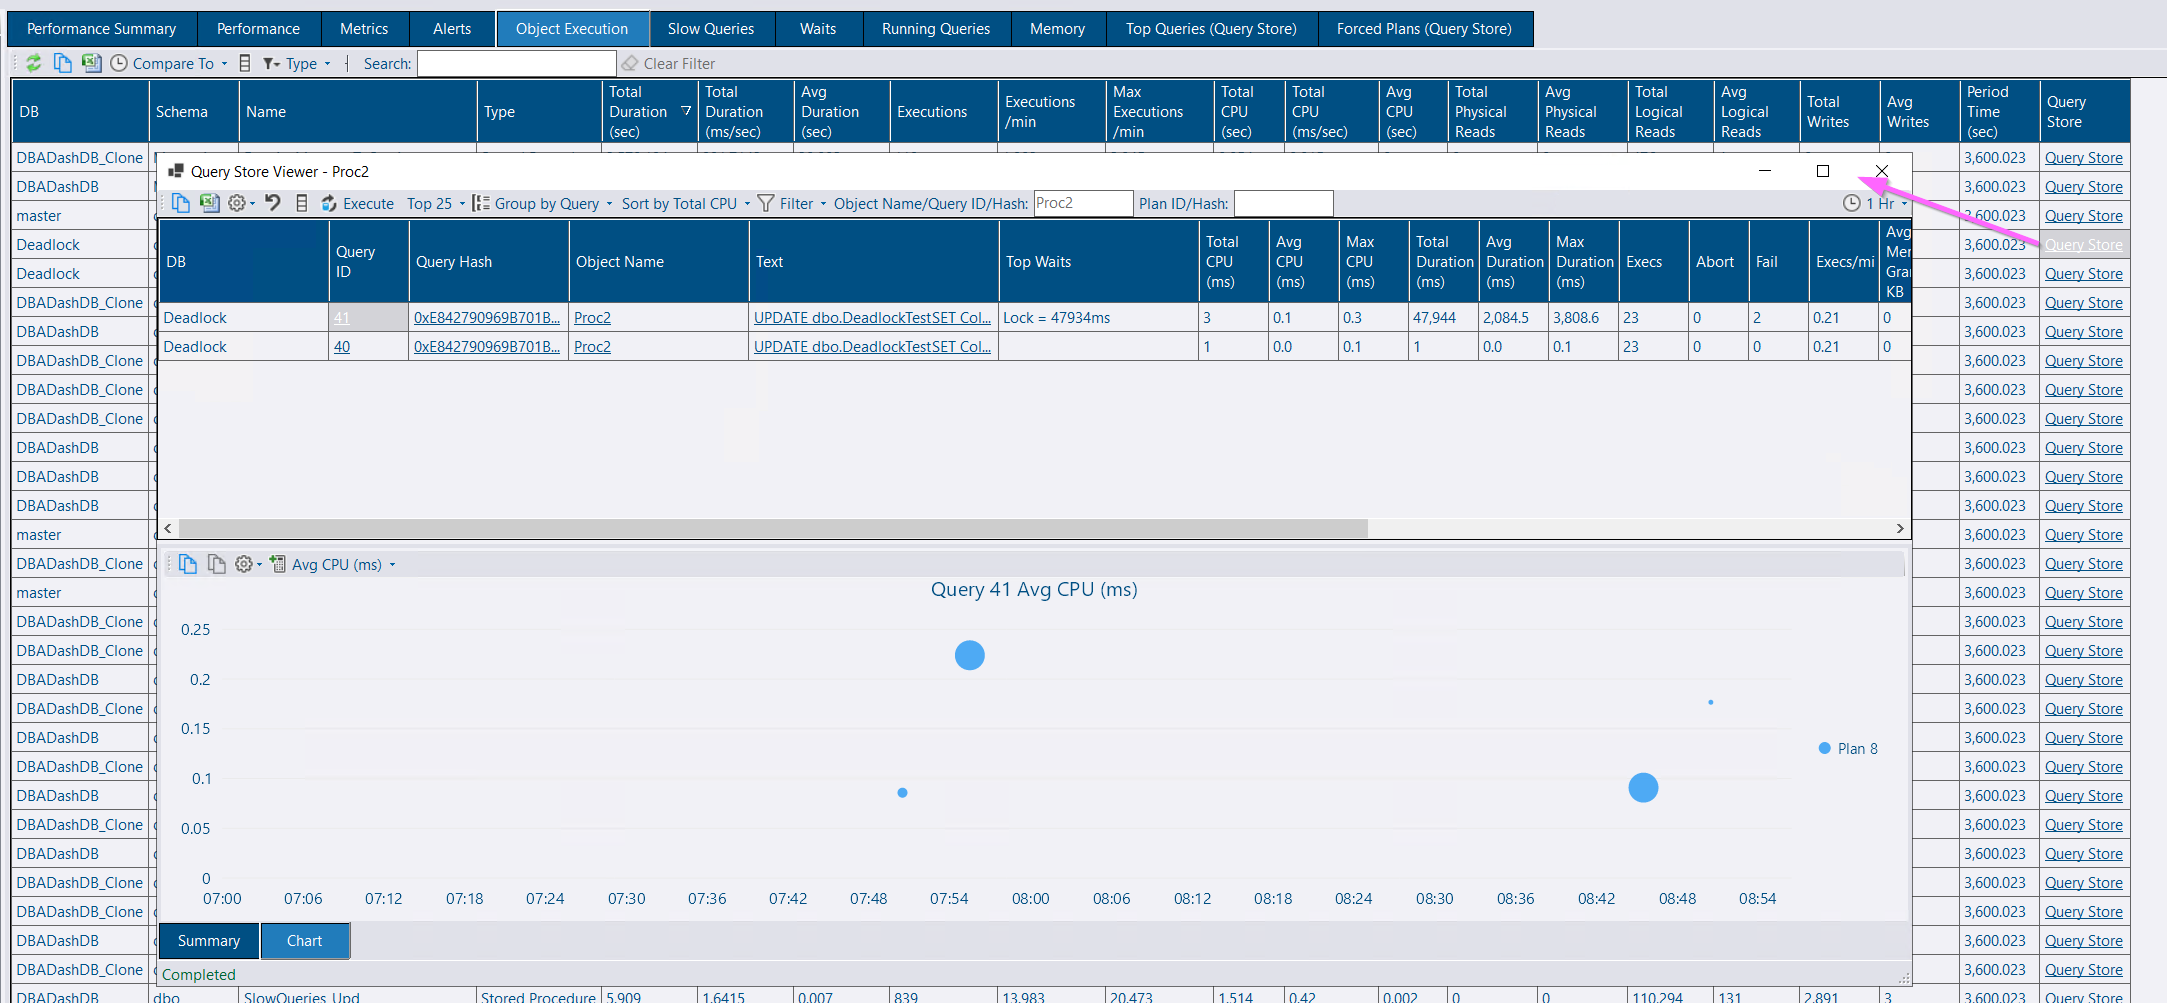 Performance Summary Performance Metrics Alerts Object Execution Slow Queries Waits Running Queries Memory Top Queries (Query Store) Forced Plans (Query Store)
Compare To Type Search: Clear Filter
DB Schema Name Type Total Duration (sec) Total Duration (ms/sec) Avg Duration (sec) Executions Executions /min Max Executions /min Total CPU (sec) Total CPU (ms/sec) Avg CPU (sec) Total Physical Reads Avg Physical Reads Total Logical Reads Avg Logical Reads Total Writes Avg Writes Period Time (sec) Query Store
DBADashDB_Clone 3,600.023 Query Store
Query Store Viewer - Proc2
DBADashDB 3,600.023 Query Store
Execute Top 25 Group by Query Sort by Total CPU Filter Object Name/Query ID/Hash: Proc2 Plan ID/Hash: 1 Hr
master 3,600.023 Query Store
Deadlock 3,600.023 Query Store
DB Query ID Query Hash Object Name Text Top Waits Total CPU (ms) Avg CPU (ms) Max CPU (ms) Total Duration (ms) Avg Duration (ms) Max Duration (ms) Execs Abort Fail Execs/mi Avg KB
Deadlock 3,600.023 Query Store
DBADashDB_Clone 3,600.023 Query Store
Deadlock 41 0xE842790969B701B... Proc2 UPDATE dbo.DeadlockTestSET Col... Lock = 47934ms 3 0.1 0.3 47,944 2,084.5 3,808.6 23 0 2 0.21 0
DBADashDB 3,600.023 Query Store
Deadlock 40 0xE842790969B701B... Proc2 UPDATE dbo.DeadlockTestSET Col... 1 0.0 0.1 1 0.0 0.1 23 0 0 0.21 0
DBADashDB_Clone 3,600.023 Query Store
DBADashDB_Clone 3,600.023 Query Store
DBADashDB_Clone 3,600.023 Query Store
DBADashDB 3,600.023 Query Store
DBADashDB 3,600.023 Query Store
DBADashDB 3,600.023 Query Store
master 3,600.023 Query Store
DBADashDB_Clone 3,600.023 Query Store
Avg CPU (ms)
master 3,600.023 Query Store
Query 41 Avg CPU (ms)
DBADashDB_Clone 3,600.023 Query Store
0.25
DBADashDB_Clone 3,600.023 Query Store
DBADashDB 3,600.023 Query Store
0.2
DBADashDB_Clone 3,600.023 Query Store
0.15
DBADashDB 3,600.023 Query Store
Plan 8
DBADashDB_Clone 3,600.023 Query Store
0.1
DBADashDB 3,600.023 Query Store
DBADashDB_Clone 3,600.023 Query Store
0.05
DBADashDB 3,600.023 Query Store
0
DBADashDB_Clone 3,600.023 Query Store
07:00 07:06 07:12 07:18 07:24 07:30 07:36 07:42 07:48 07:54 08:00 08:06 08:12 08:18 08:24 08:30 08:36 08:42 08:48 08:54
DBADashDB_Clone 3,600.023 Query Store
DBADashDB 3,600.023 Query Store
Summary Chart
DBADashDB_Clone 3,600.023 Query Store
Completed
DBADashDB dbo SlowQueries_Upd Stored Procedure 5.909 1.6415 0.007 839 13.983 20.473 1.514 0.42 0.002 0 0 110,294 131 2,891 3 3,600.023 Query Store